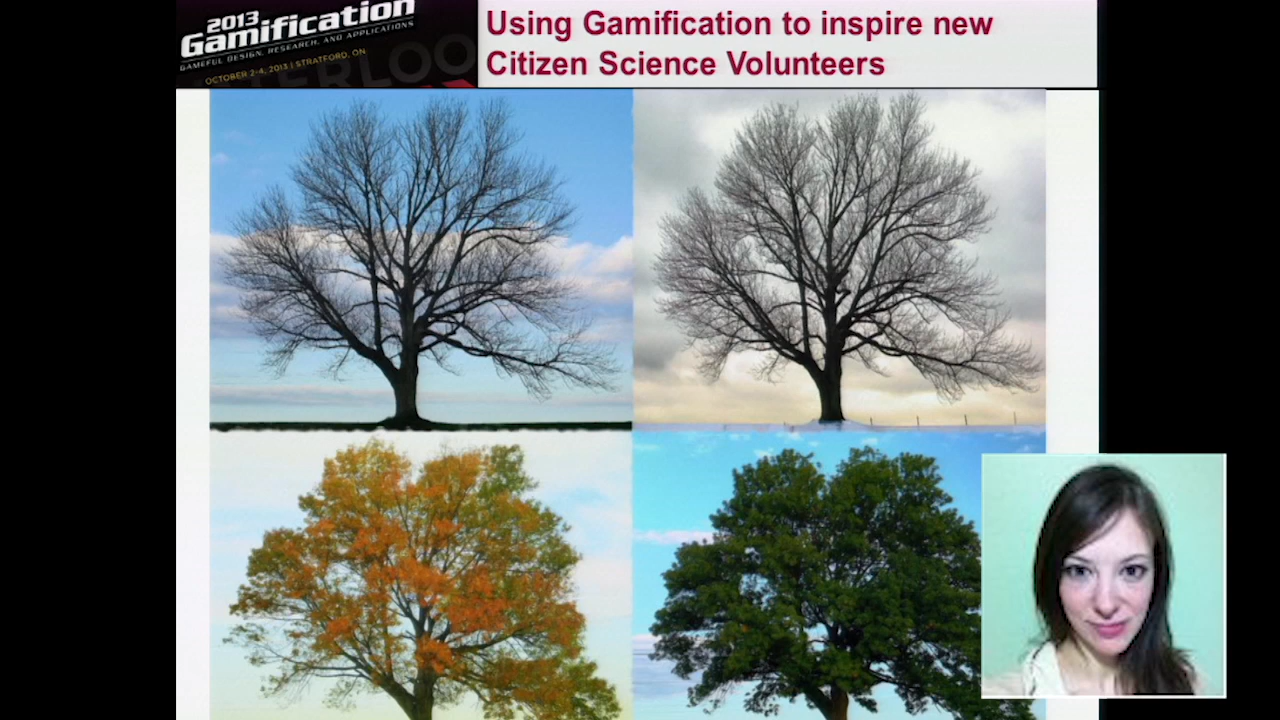 2013
Gamification
GAMEFUL DESIGN, RESEARCH, AND APPLICATIONS
OCTOBER 2-4, 2013 | STRATFORD, ON
Using Gamification to inspire new
Citizen Science Volunteers